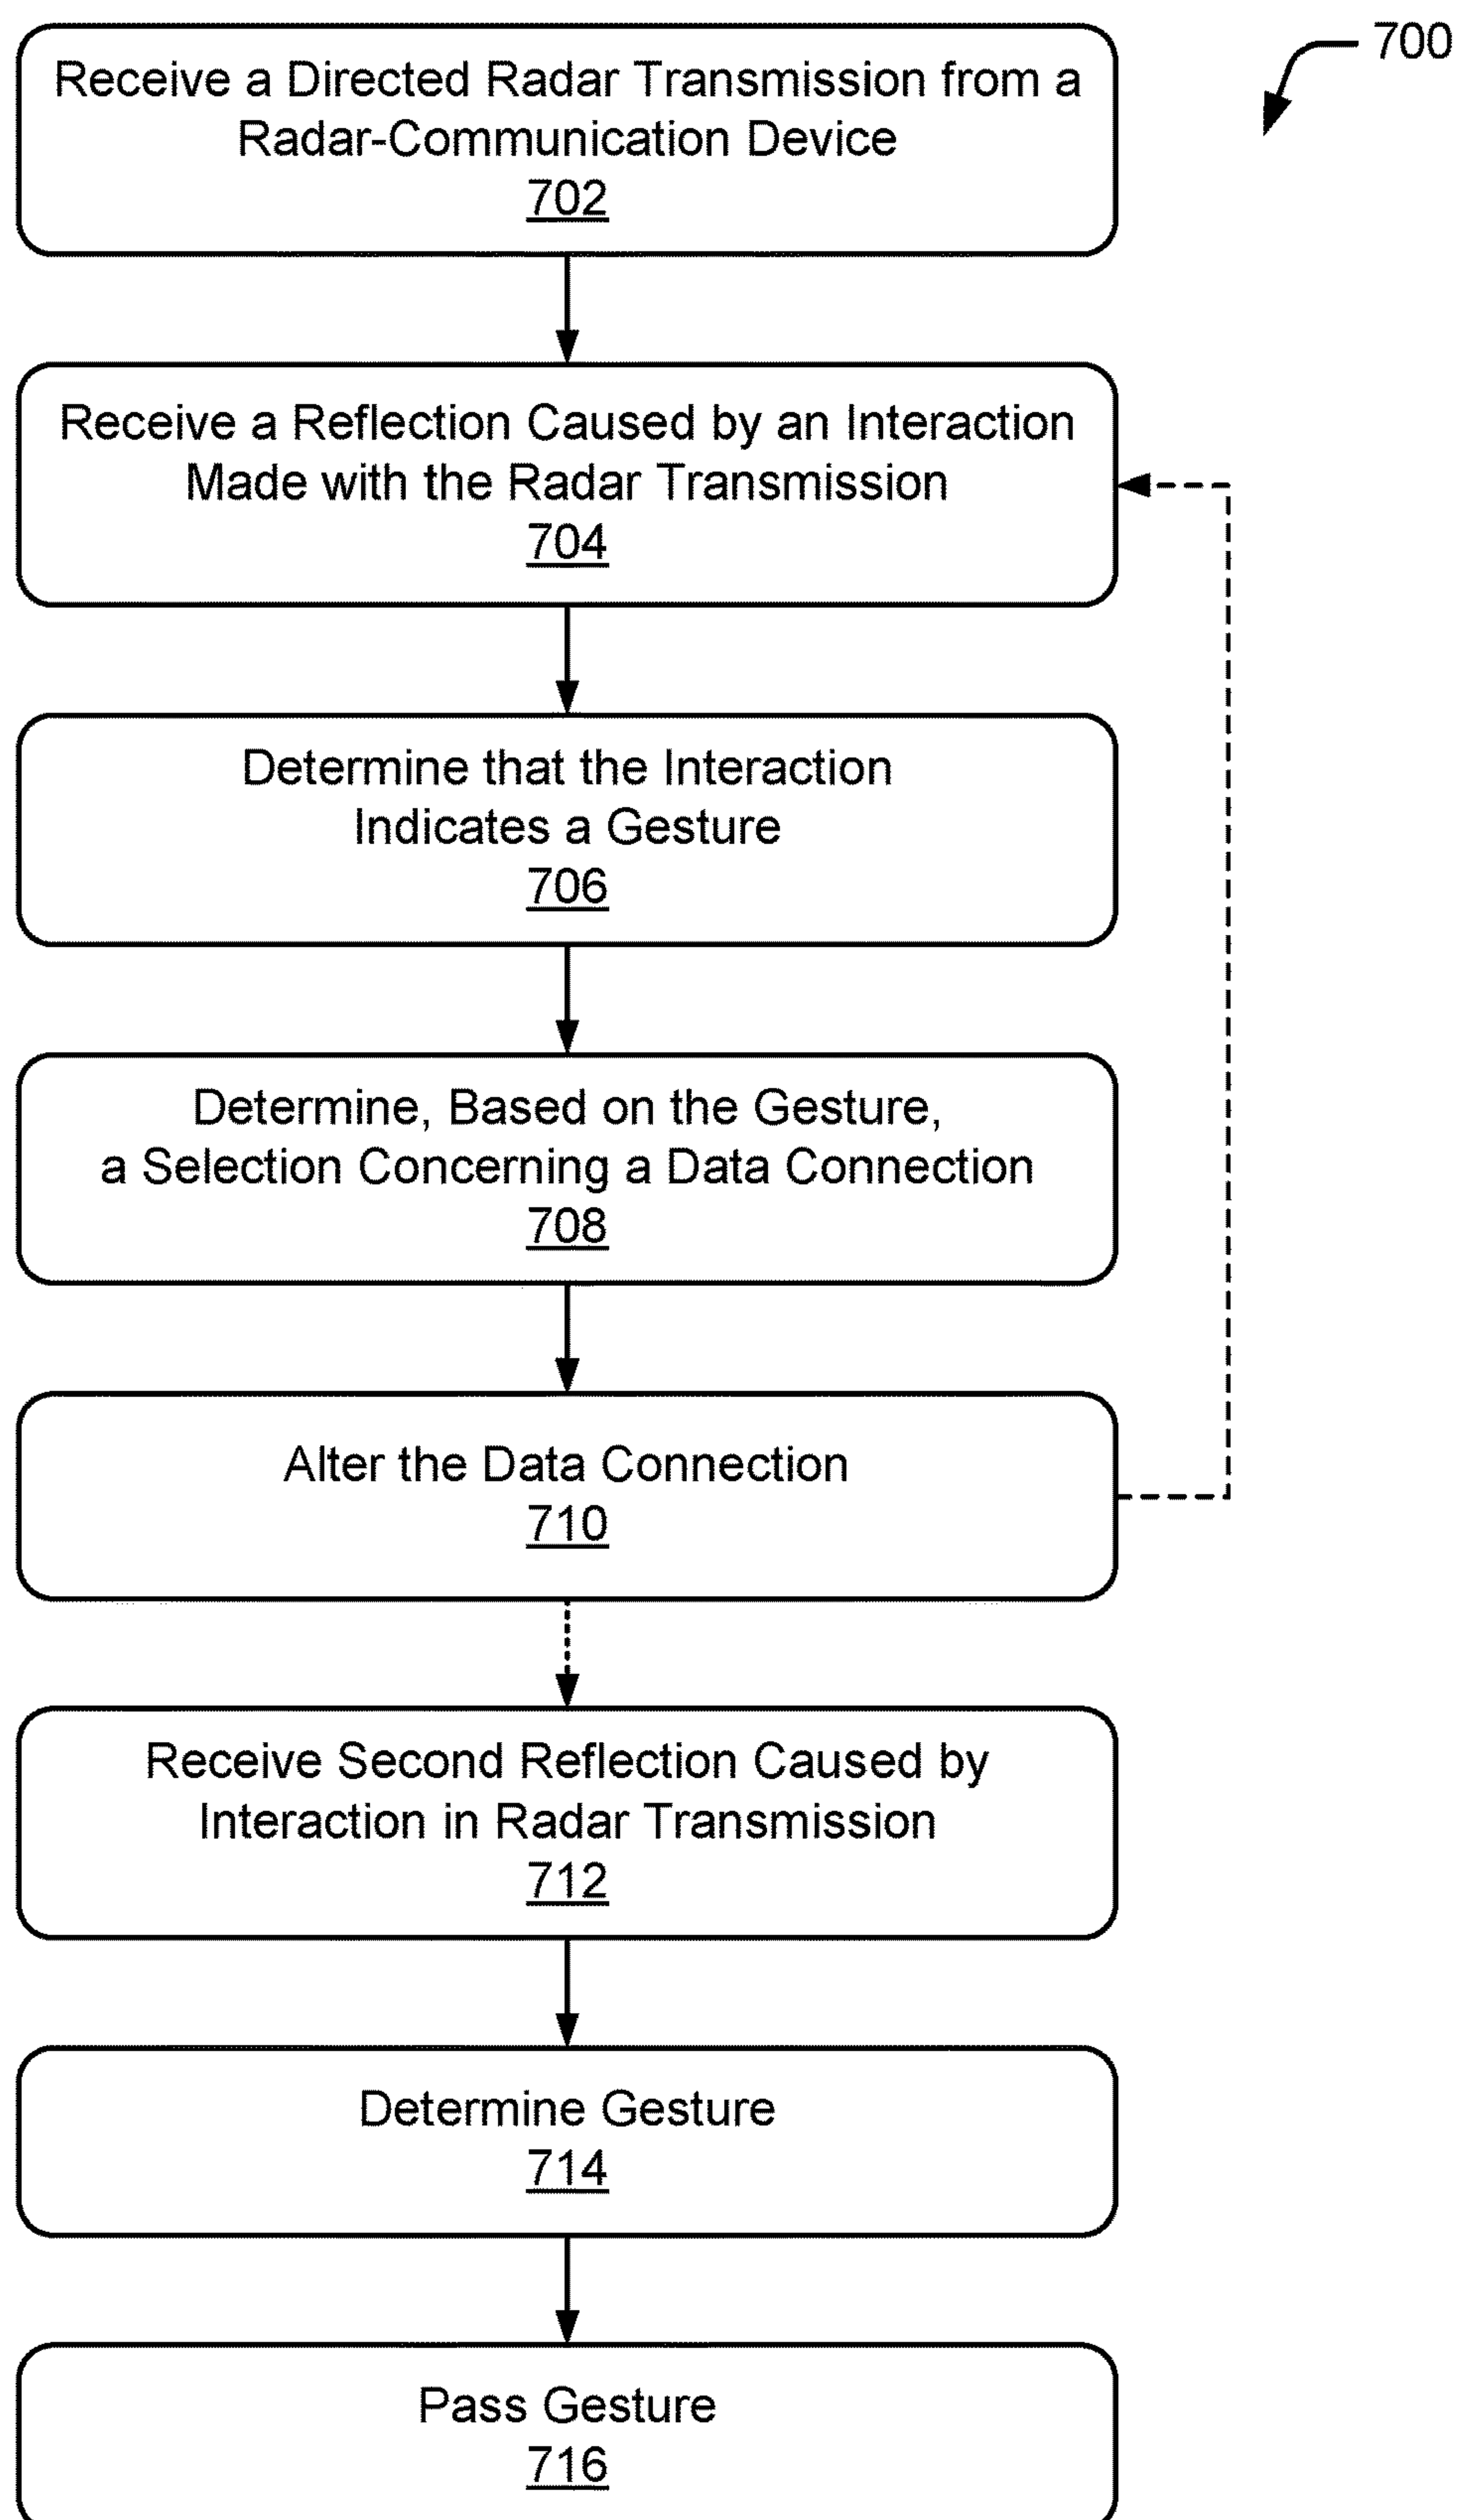 700
Receive a Directed Radar Transmission from a
Radar-Communication Device
702
Receive a Reflection Caused by an Interaction
Made with the Radar Transmission
704
Determine that the Interaction
Indicates a Gesture
706
Determine, Based on the Gesture,
a Selection Concerning a Data Connection
708
Alter the Data Connection
710
Receive Second Reflection Caused by
Interaction in Radar Transmission
712
Determine Gesture
714
Pass Gesture
716